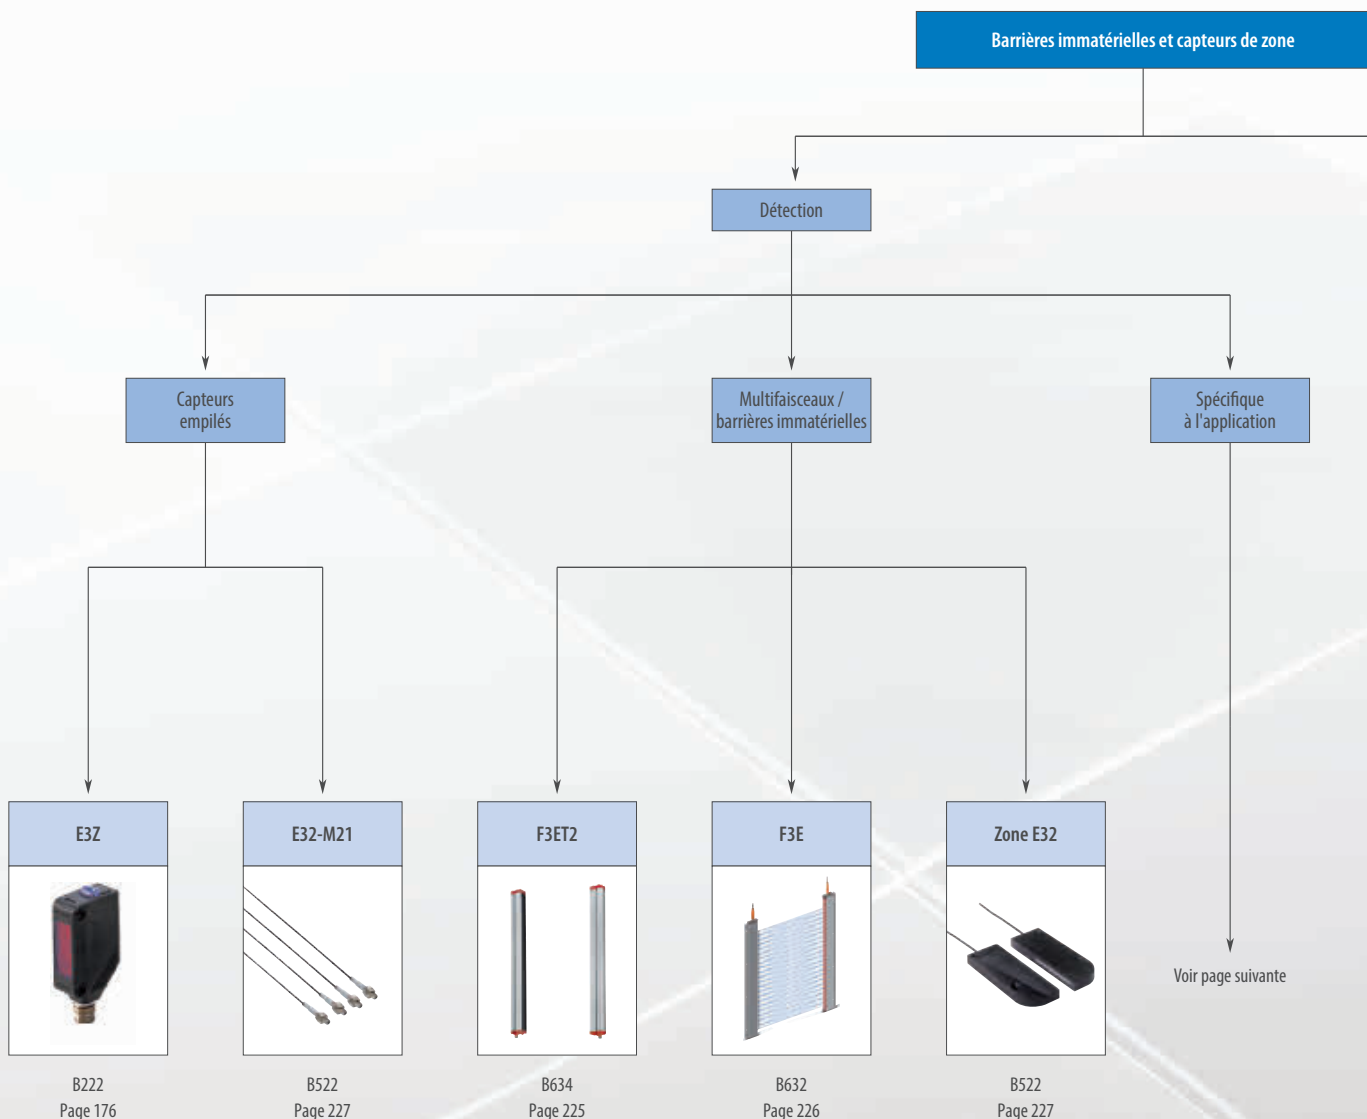 Barrières immatérielles et capteurs de zone
Détection
Capteurs
empilés
Multifaisceaux /
barrières immatérielles
Spécifique
à l'application
E3Z
E32-M21
F3ET2
F3E
Zone E32
Voir page suivante
B222
Page 176
B522
Page 227
B634
Page 225
B632
Page 226
B522
Page 227